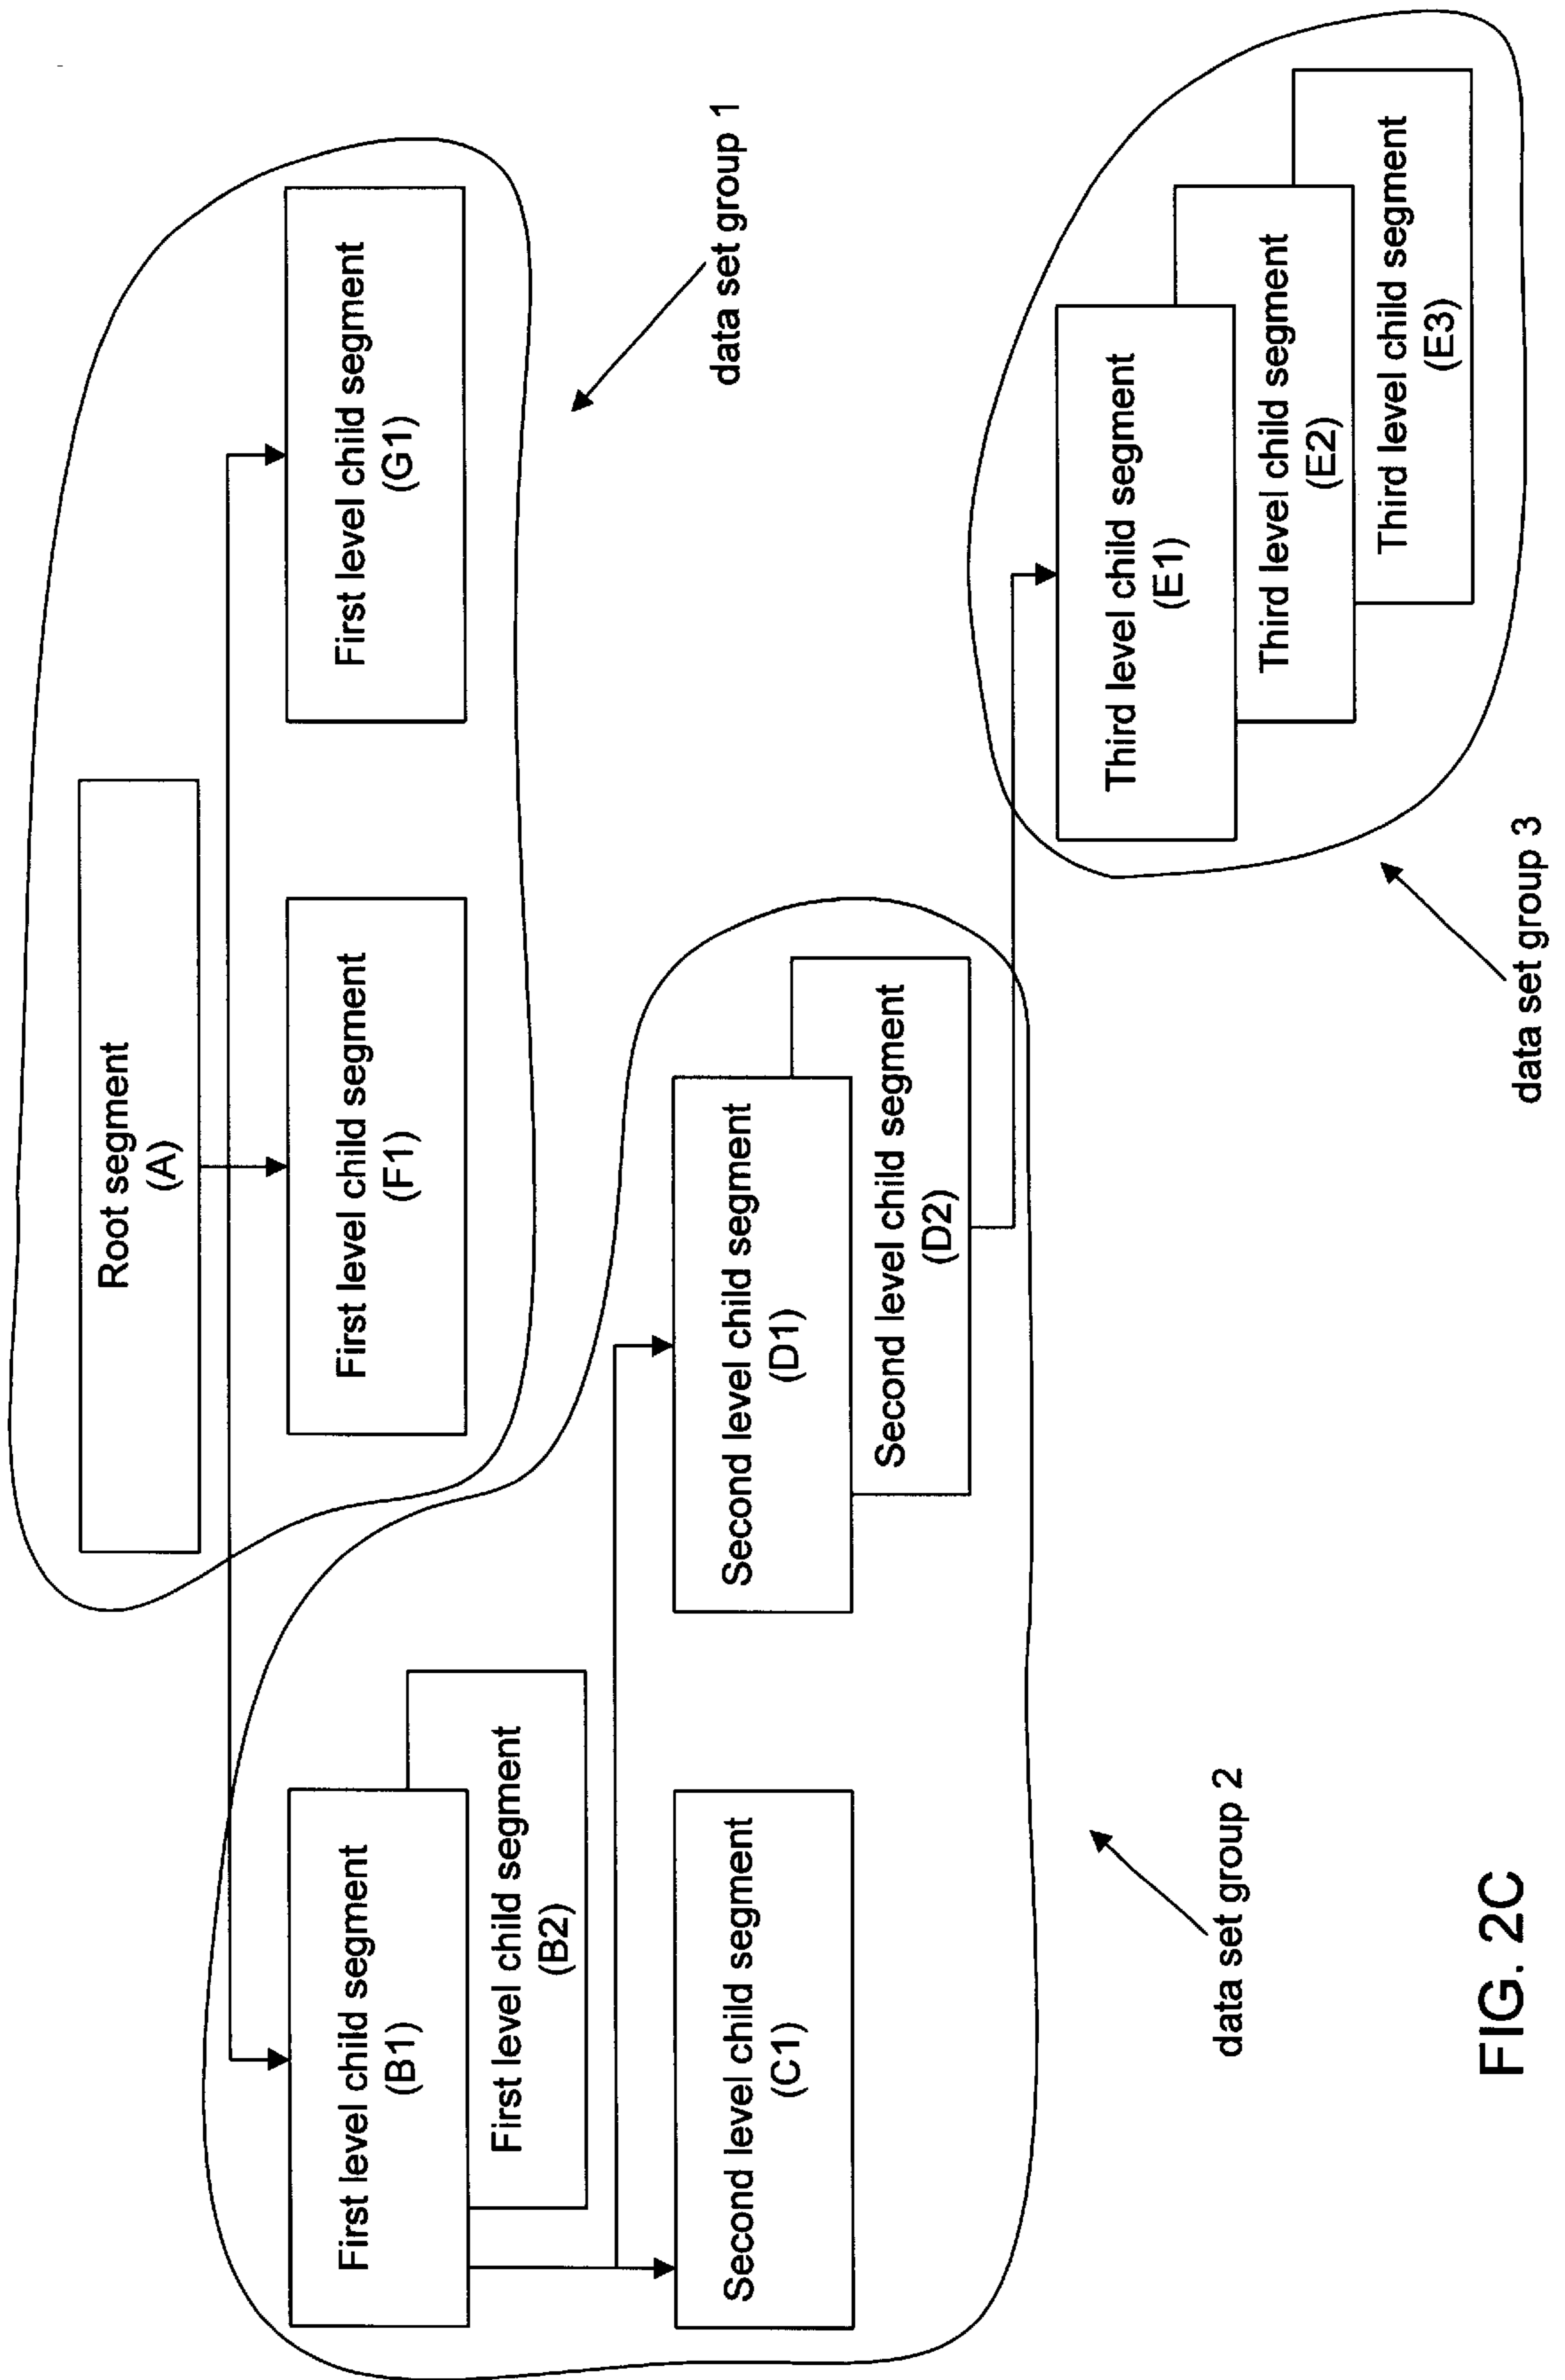 Root segment
(A)
First level child segment
(B1)
First level child segment
(B2)
First level child segment
(F1)
First level child segment
(G1)
data set group 1
Second level child segment
(C1)
Second level child segment
(D1)
Second level child segment
(D2)
data set group 2
Third level child segment
(E1)
Third level child segment
(E2)
Third level child segment
(E3)
data set group 3
FIG. 2C